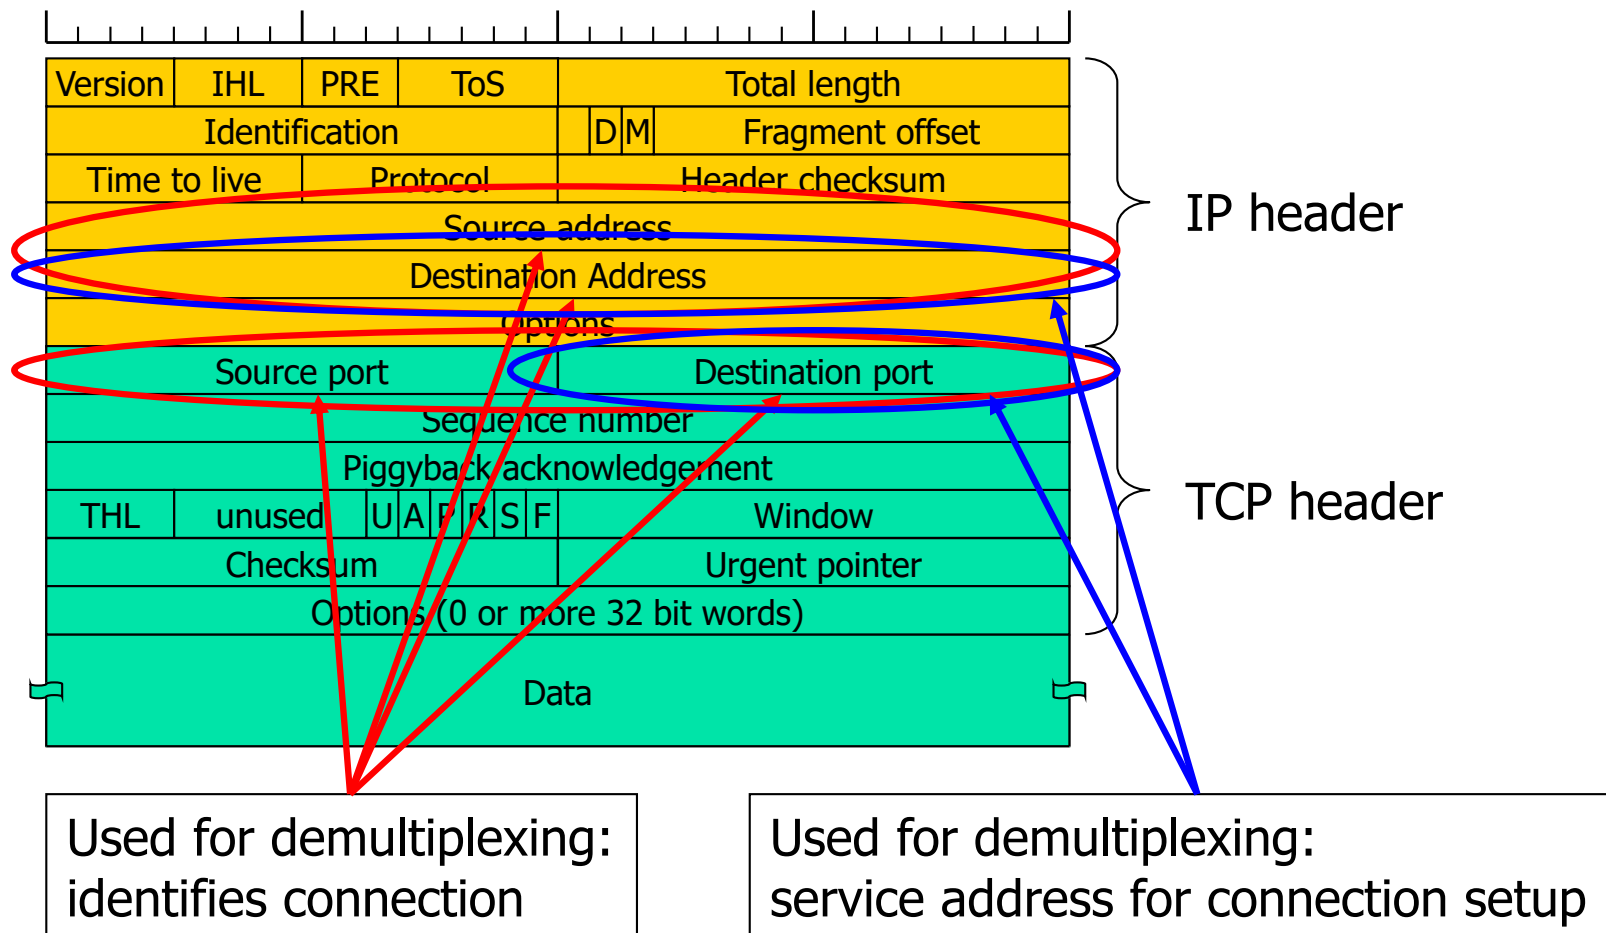 Version IHL PRE ToS Total length
Identification D M Fragment offset
Time to live Protocol Header checksum
Source address
Destination Address
Options
IP header
Source port Destination port
Sequence number
Piggyback acknowledgement
THL unused U A P R S F Window
TCP header
Checksum Urgent pointer
Options (0 or more 32 bit words)
Data
Used for demultiplexing:
identifies connection
Used for demultiplexing:
service address for connection setup